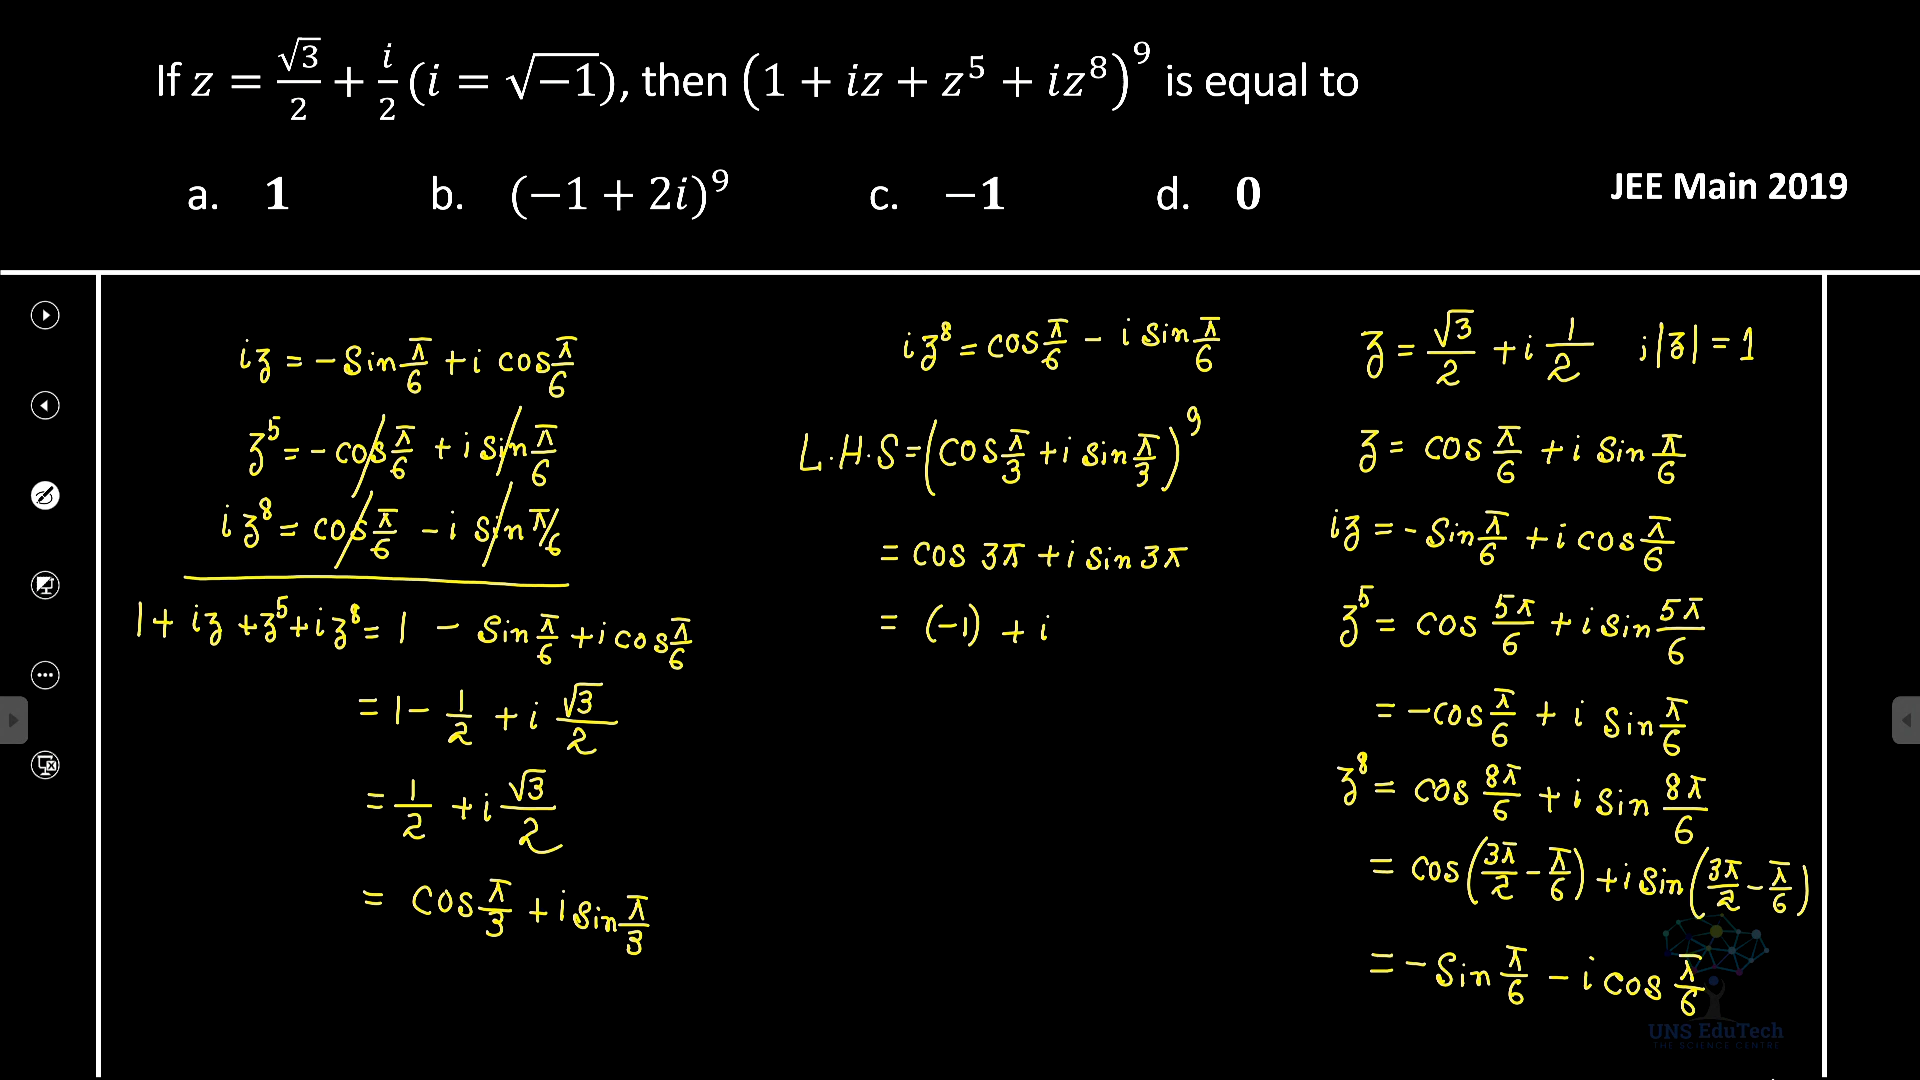 If z = √3/2 + i/2 (i = √−1), then (1 + iz + z⁵ + iz⁸)⁹ is equal to
a. 1 b. (−1 + 2i)⁹ c. −1 d. 0
JEE Main 2019
iz = − Sin π/6 + i cos π/6
z⁵ = − cos π/6 + i sin π/6
iz⁸ = cos π/6 − i sin π/6
1 + iz + z⁵ + iz⁸ = 1 − sin π/6 + i cos π/6
= 1 − 1/2 + i √3/2
= 1/2 + i √3/2
= cos π/3 + i sin π/3
iz⁸ = cos π/6 − i sin π/6
L.H.S = (cos π/3 + i sin π/3)⁹
= cos 3π + i sin 3π
= (−1) + i
z = √3/2 + i 1/2 ; |z| = 1
z = cos π/6 + i sin π/6
iz = − sin π/6 + i cos π/6
z⁵ = cos 5π/6 + i sin 5π/6
= − cos π/6 + i sin π/6
z⁸ = cos 8π/6 + i sin 8π/6
= cos (3π/2 − π/6) + i sin (3π/2 − π/6)
= − sin π/6 − i cos π/6
UNS EduTech
THE SCIENCE CENTRE